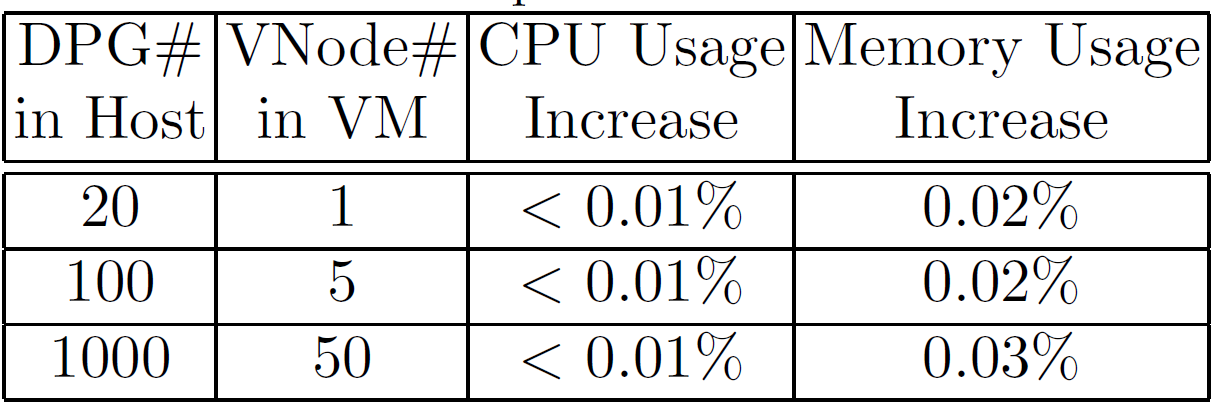 DPG# VNode# CPU Usage Memory Usage
in Host in VM Increase Increase
20 1 < 0.01% 0.02%
100 5 < 0.01% 0.02%
1000 50 < 0.01% 0.03%